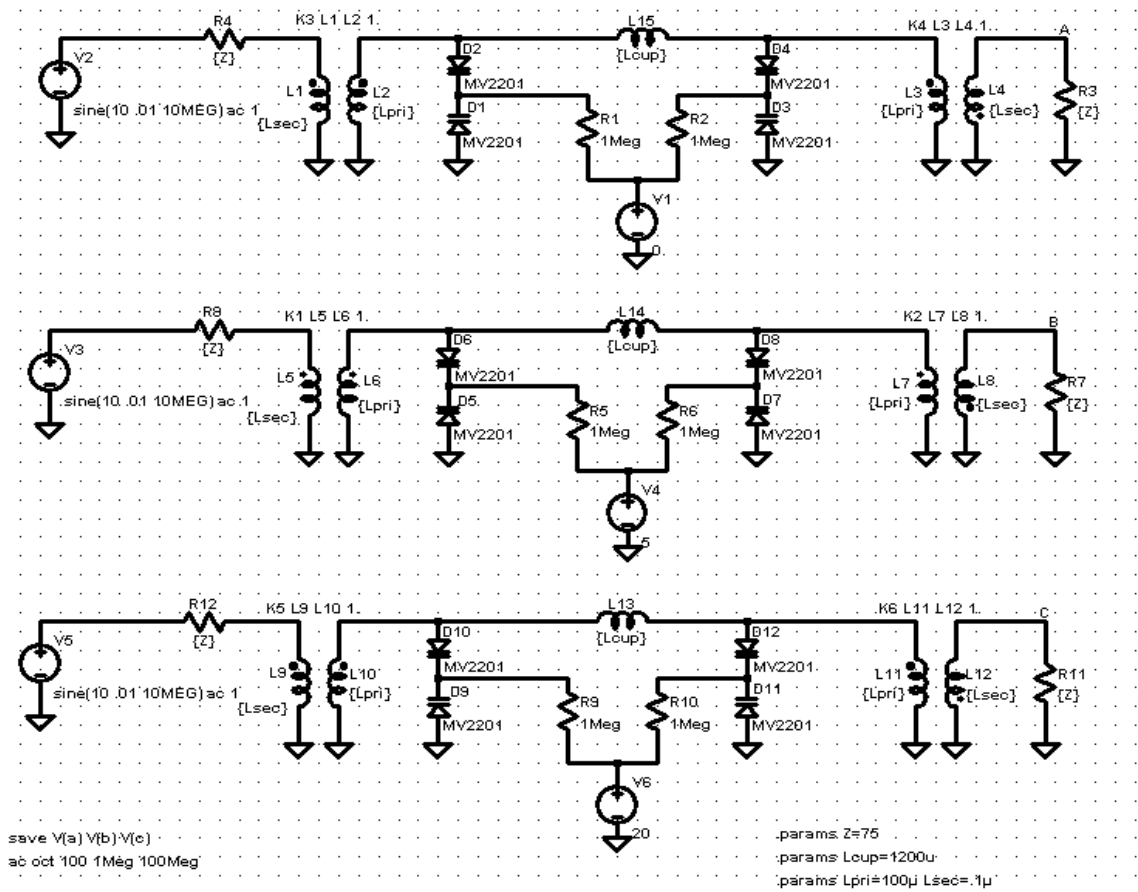 R4
K3 L1 L2 1.
L15
K4 L3 L4 1.
A
V2
{Z}
D2
{Lcup}
D4
L1
L2
MV2201
MV2201
L3
L4
R3
sine(10 .01 10MEG) ac 1
{Lsec}
{Lpri}
D1
R1
R2
D3
{Lpri}
{Lsec}
{Z}
MV2201
1Meg
1Meg
MV2201
V1
0
R8
K1 L5 L6 1.
L14
K2 L7 L8 1.
B
V3
{Z}
D6
{Lcup}
D8
L5
L6
MV2201
MV2201
L7
L8
R7
sine(10 .01 10MEG) ac 1
{Lsec}
{Lpri}
D5
R5
R6
D7
{Lpri}
{Lsec}
{Z}
MV2201
1Meg
1Meg
MV2201
V4
5
R12
K5 L9 L10 1.
L13
K6 L11 L12 1.
C
V5
{Z}
D10
{Lcup}
D12
L9
L10
MV2201
MV2201
L11
L12
R11
sine(10 .01 10MEG) ac 1
{Lsec}
{Lpri}
D9
R9
R10
D11
{Lpri}
{Lsec}
{Z}
MV2201
1Meg
1Meg
MV2201
V6
20
save V(a) V(b) V(c)
ac oct 100 1Meg 100Meg
.params Z=75
.params Lcup=1200u
.params Lpri=100µ Lsec=.1µ